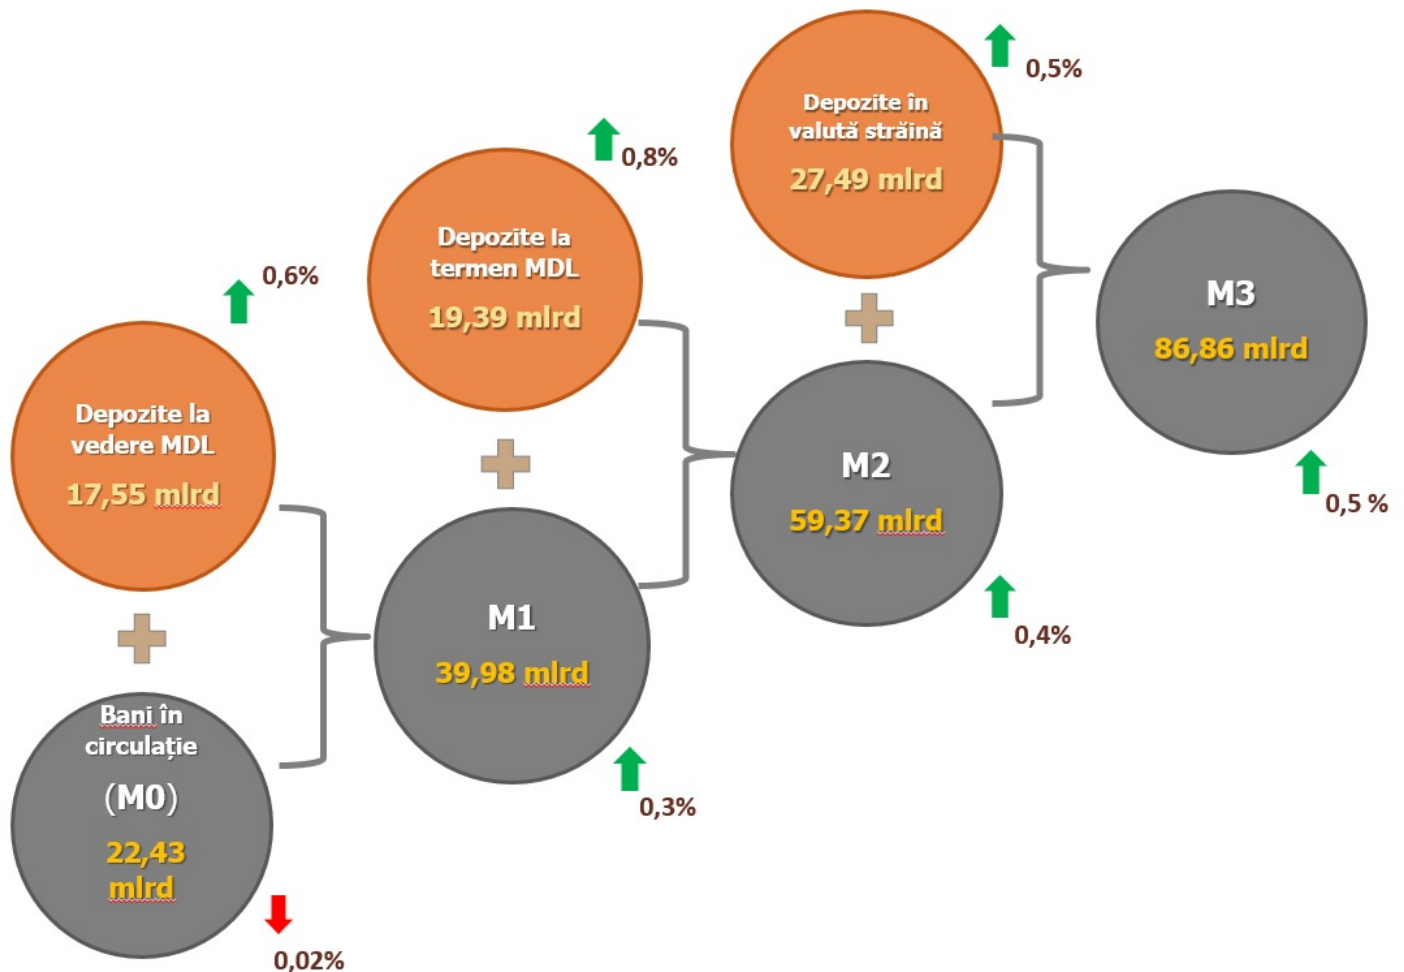 0,5%
Depozite în
valută străină
27,49 mlrd
0,8%
Depozite la
termen MDL
19,39 mlrd
M3
86,86 mlrd
0,5 %
0,6%
Depozite la
vedere MDL
17,55 mlrd
M2
59,37 mlrd
0,4%
M1
39,98 mlrd
0,3%
Bani în
circulație
(M0)
22,43
mlrd
0,02%